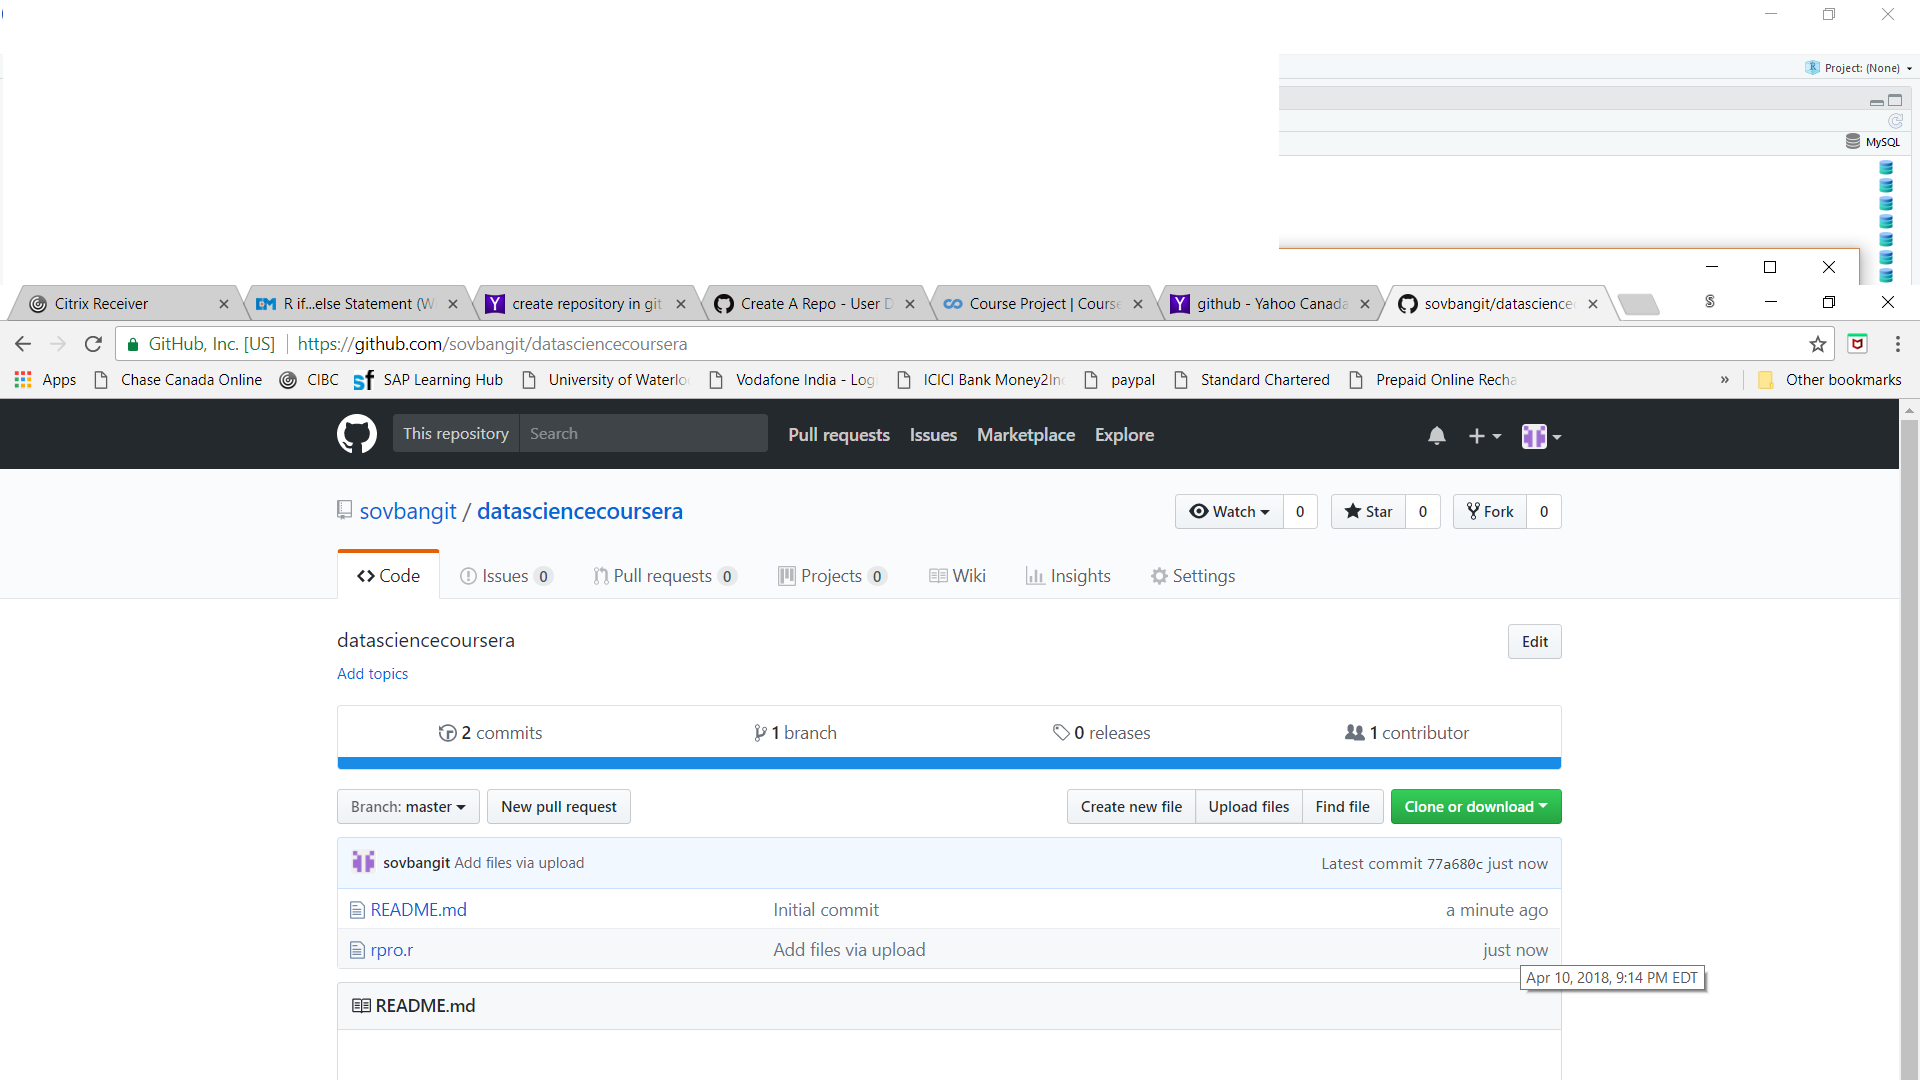 Project: (None)
MySQL
Citrix Receiver
R if...else Statement (W
create repository in git
Create A Repo - User D
Course Project | Course
github - Yahoo Canada
sovbangit/datascience
GitHub, Inc. [US] https://github.com/sovbangit/datasciencecoursera
Apps Chase Canada Online CIBC SAP Learning Hub University of Waterlo Vodafone India - Log ICICI Bank Money2In paypal Standard Chartered Prepaid Online Recha » Other bookmarks
This repository Search Pull requests Issues Marketplace Explore
sovbangit / datasciencecoursera Watch 0 Star 0 Fork 0
Code Issues 0 Pull requests 0 Projects 0 Wiki Insights Settings
datasciencecoursera Edit
Add topics
2 commits 1 branch 0 releases 1 contributor
Branch: master New pull request Create new file Upload files Find file Clone or download
sovbangit Add files via upload Latest commit 77a680c just now
README.md Initial commit a minute ago
rpro.r Add files via upload just now
Apr 10, 2018, 9:14 PM EDT
README.md